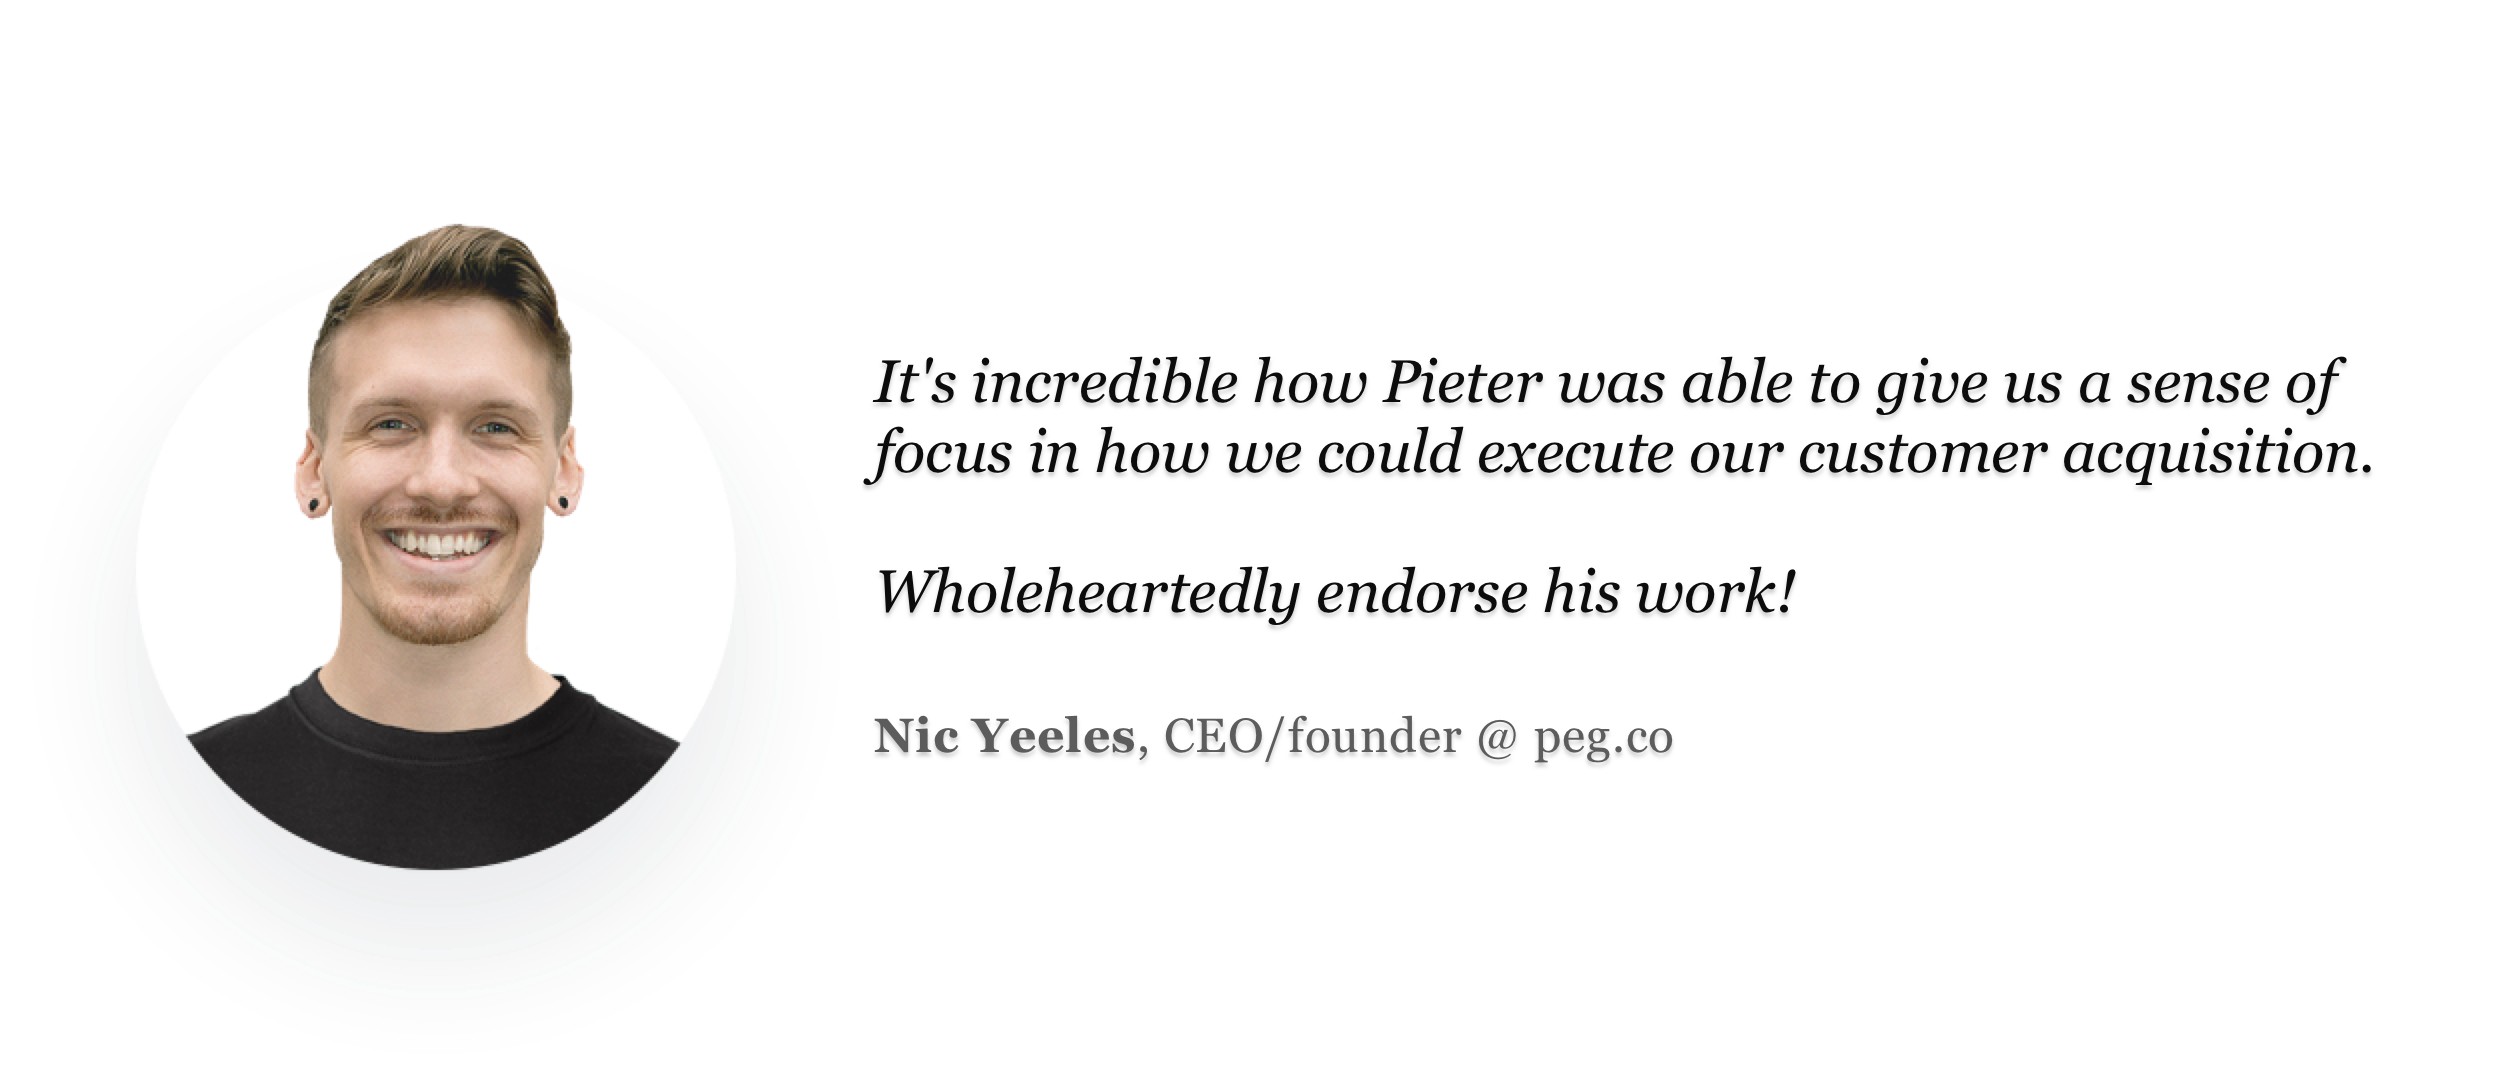 It's incredible how Pieter was able to give us a sense of
focus in how we could execute our customer acquisition.
Wholeheartedly endorse his work!
Nic Yeeles, CEO/founder @ peg.co